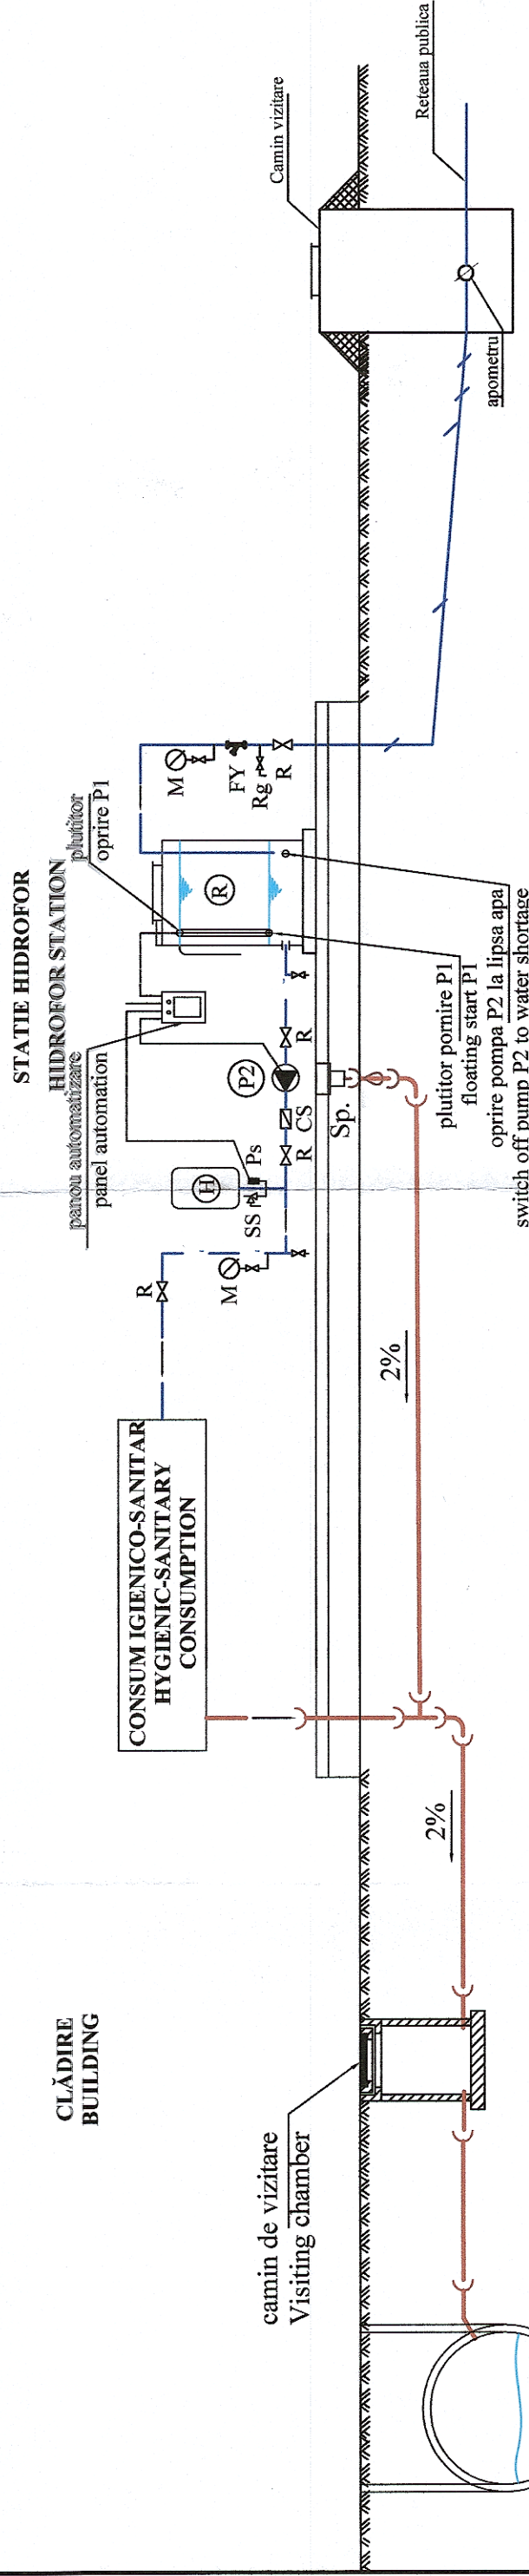 CLĂDIRE
BUILDING
STATIE HIDROFOR
HIDROFOR STATION
panou automatizare
panel automation
plutitor
oprire P1
CONSUM IGIENICO-SANITAR
HYGIENIC-SANITARY
CONSUMPTION
R
M
H
SS
Ps
R
CS
P2
R
R
M
FY
Rg
R
Sp.
plutitor pornire P1
floating start P1
oprire pompa P2 la lipsa apa
switch off pump P2 to water shortage
2%
2%
camin de vizitare
Visiting chamber
Camin vizitare
Reteaua publica
apometru